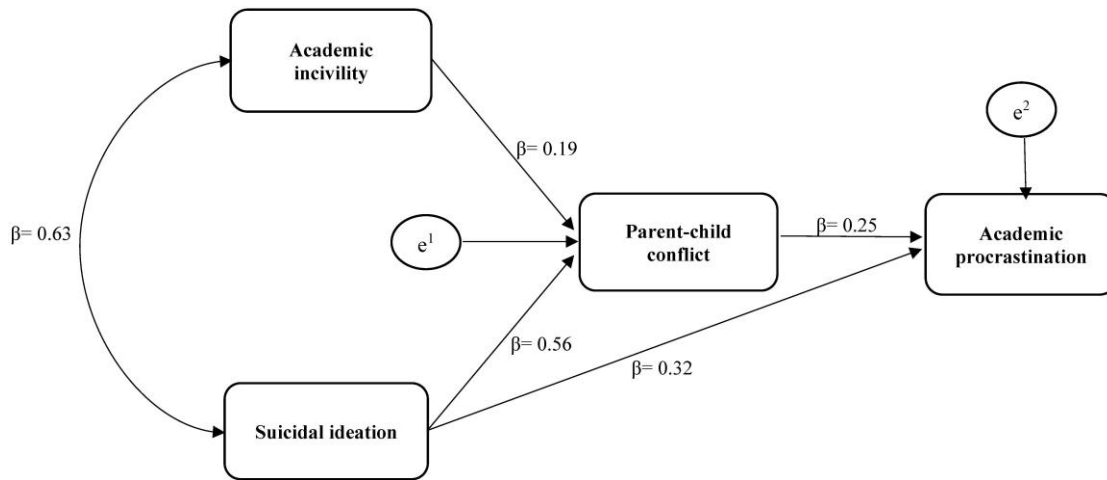 Academic
incivility
e²
β= 0.19
β= 0.63
e¹
Parent-child
conflict
β= 0.25
Academic
procrastination
β= 0.56
β= 0.32
Suicidal ideation